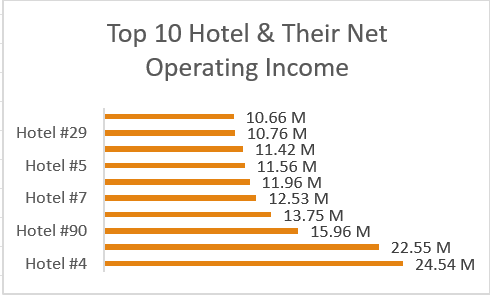 Top 10 Hotel & Their Net
Operating Income
10.66 M
Hotel #29 10.76 M
11.42 M
Hotel #5 11.56 M
11.96 M
Hotel #7 12.53 M
13.75 M
Hotel #90 15.96 M
22.55 M
Hotel #4 24.54 M